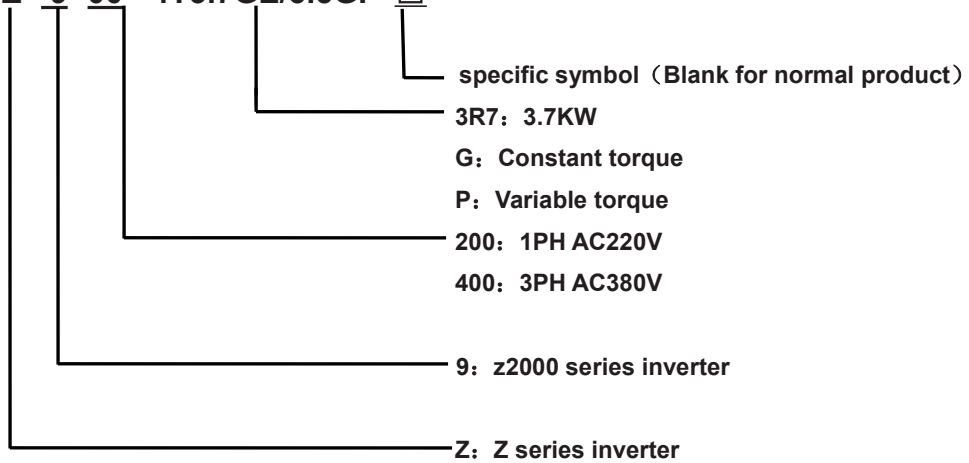 specific symbol（Blank for normal product）
3R7：3.7KW
G：Constant torque
P：Variable torque
200：1PH AC220V
400：3PH AC380V
9：z2000 series inverter
Z：Z series inverter